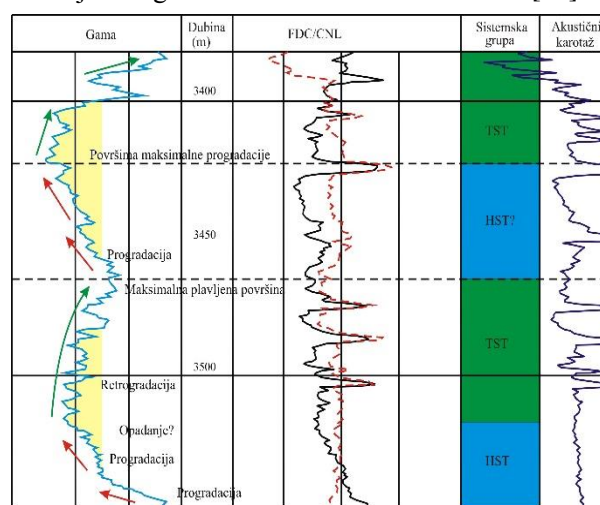 Gama
Dubina
(m)
FDC/CNL
Sistemska
grupa
Akustični
karotaž
3400
TST
Površina maksimalne progradacije
HST?
3450
Progradacija
Maksimalna plavljena površina
TST
3500
Retrogradacija
Opadanje?
Progradacija
HST
Progradacija